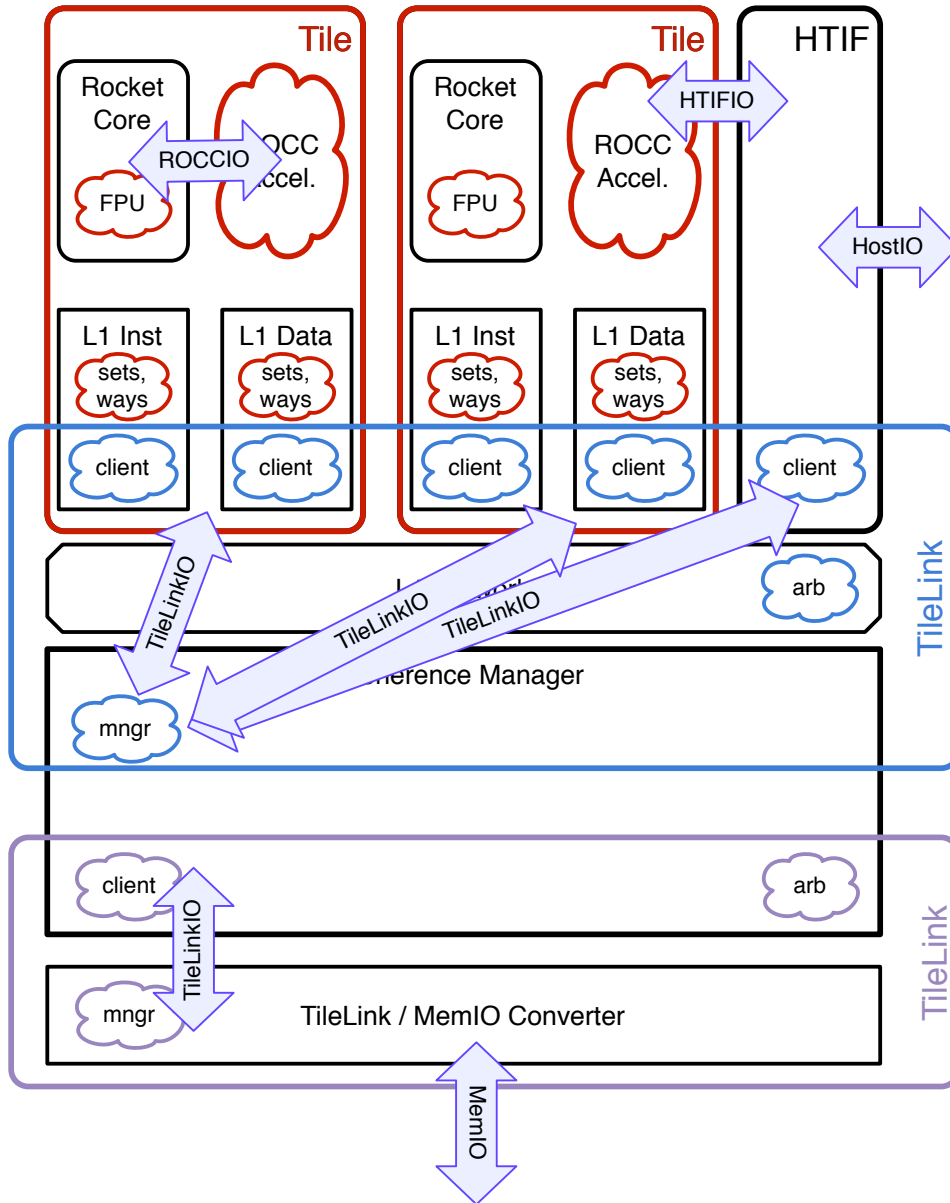 Tile
Tile
HTIF
Rocket
Core
ROCCIO
Accel.
FPU
Rocket
Core
FPU
ROCC
Accel.
HTIFIO
HostIO
L1 Inst
sets,
ways
client
L1 Data
sets,
ways
client
L1 Inst
sets,
ways
client
L1 Data
sets,
ways
client
client
TileLinkIO
TileLinkIO
TileLinkIO
arb
TileLink
Manager
mngr
client
arb
TileLinkIO
TileLink
mngr
TileLink / MemIO Converter
MemIO